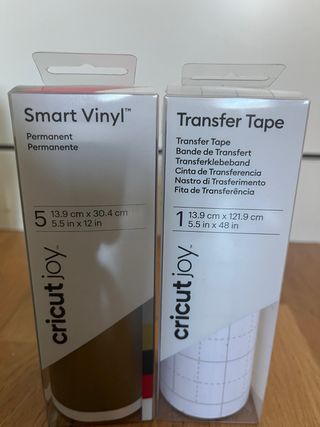 Smart Vinyl™
Permanent
Permanente
5 13.9 cm x 30.4 cm
5.5 in x 12 in
cricut joy™
Transfer Tape
Transfer Tape
Bande de Transfert
Transferklebeband
Cinta de Transferencia
Nastro di Trasferimento
Fita de Transferência
1 13.9 cm x 121.9 cm
5.5 in x 48 in
cricut joy™